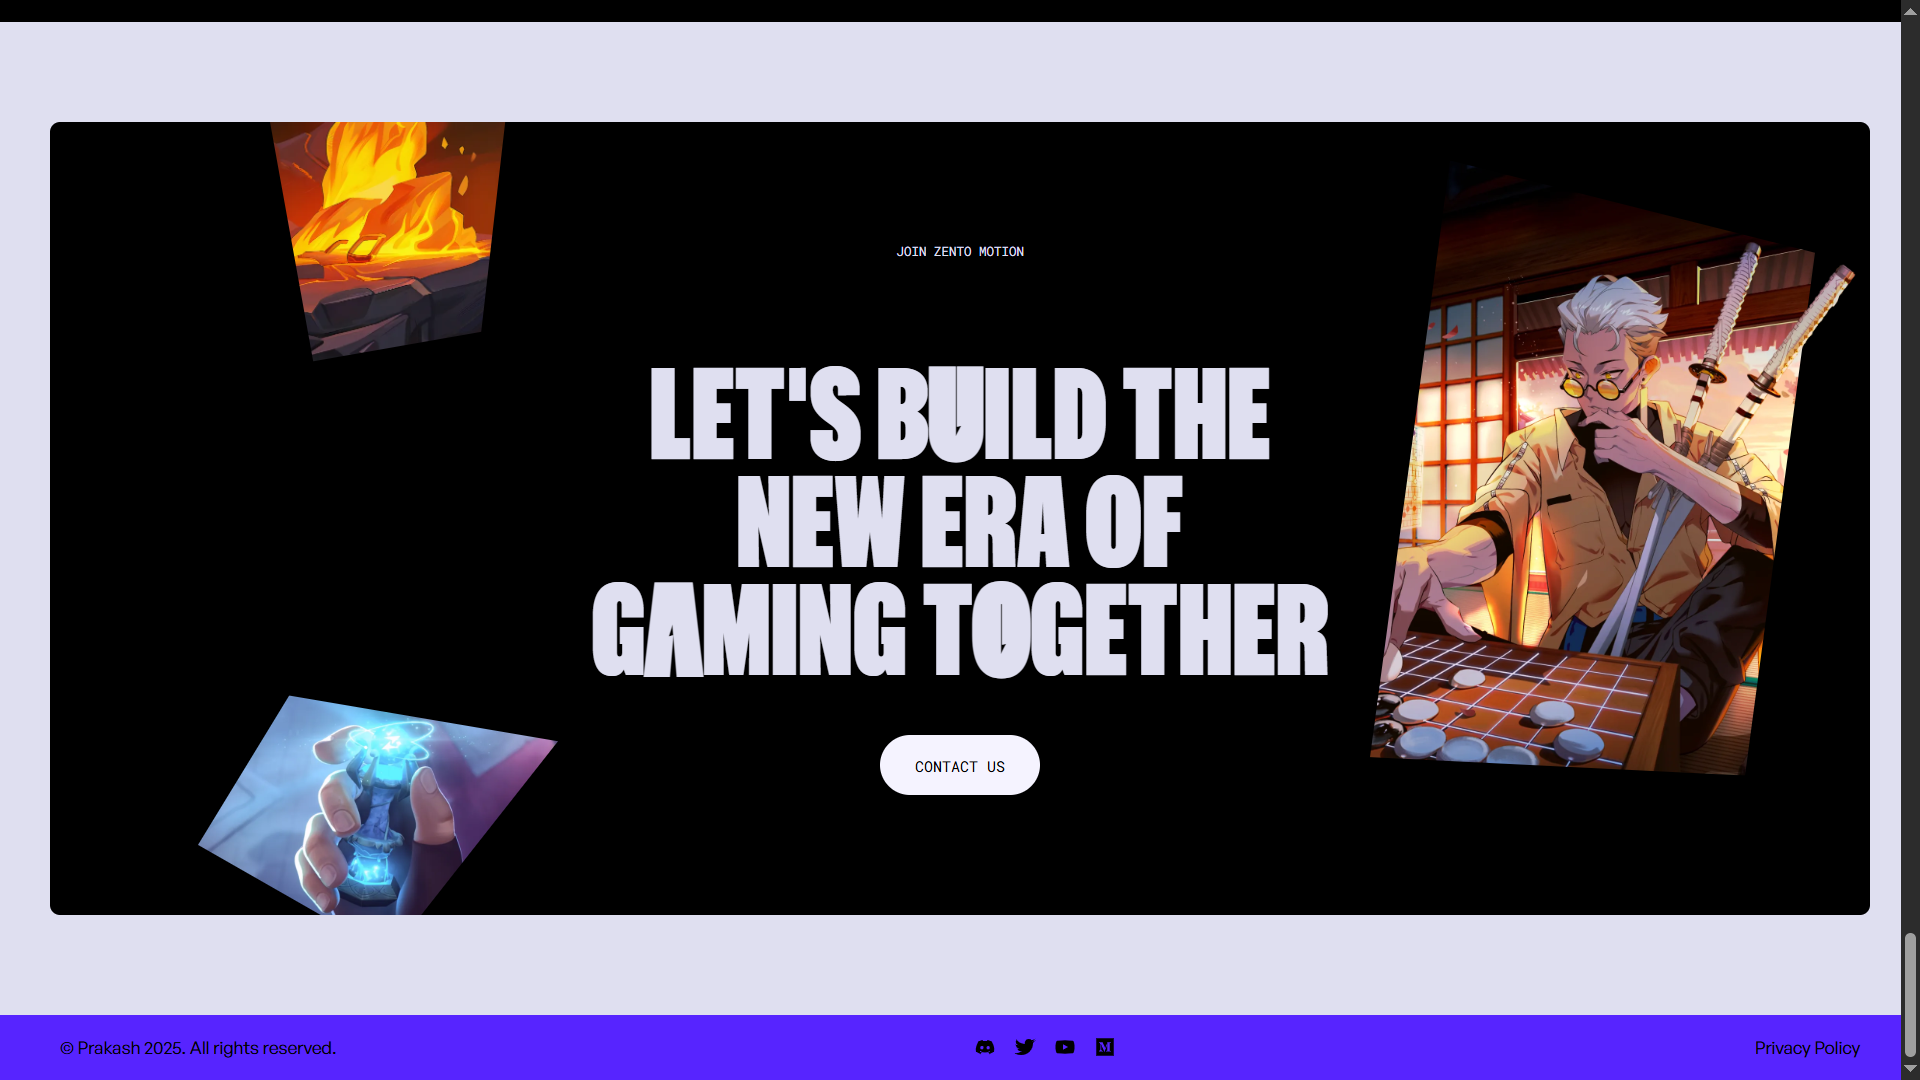 JOIN ZENTO MOTION
LET'S BUILD THE
NEW ERA OF
GAMING TOGETHER
CONTACT US
© Prakash 2025. All rights reserved.
M
Privacy Policy